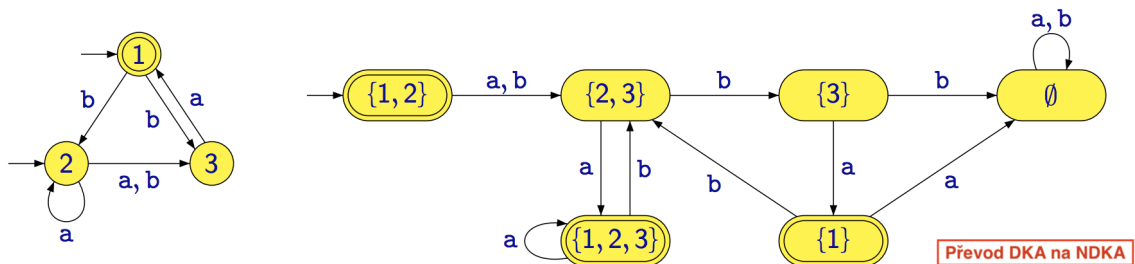 a, b
1
{1, 2}
a, b
{2, 3}
b
{3}
b
∅
b
b
a
2
a, b
3
a
a
b
b
a
a
a
{1, 2, 3}
{1}
Převod DKA na NDKA